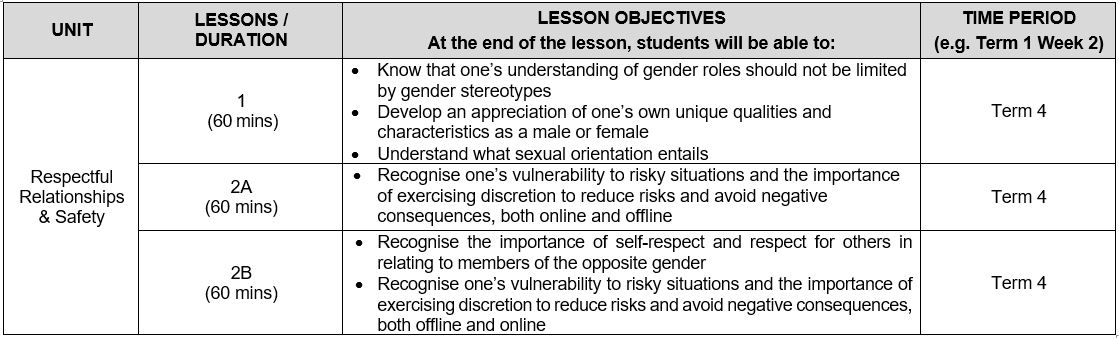 UNIT
LESSONS /
DURATION
LESSON OBJECTIVES
At the end of the lesson, students will be able to:
TIME PERIOD
(e.g. Term 1 Week 2)
Respectful
Relationships
& Safety
1
(60 mins)
• Know that one’s understanding of gender roles should not be limited
by gender stereotypes
• Develop an appreciation of one’s own unique qualities and
characteristics as a male or female
• Understand what sexual orientation entails
Term 4
2A
(60 mins)
• Recognise one’s vulnerability to risky situations and the importance
of exercising discretion to reduce risks and avoid negative
consequences, both online and offline
Term 4
2B
(60 mins)
• Recognise the importance of self-respect and respect for others in
relating to members of the opposite gender
• Recognise one’s vulnerability to risky situations and the importance of
exercising discretion to reduce risks and avoid negative consequences,
both offline and online
Term 4